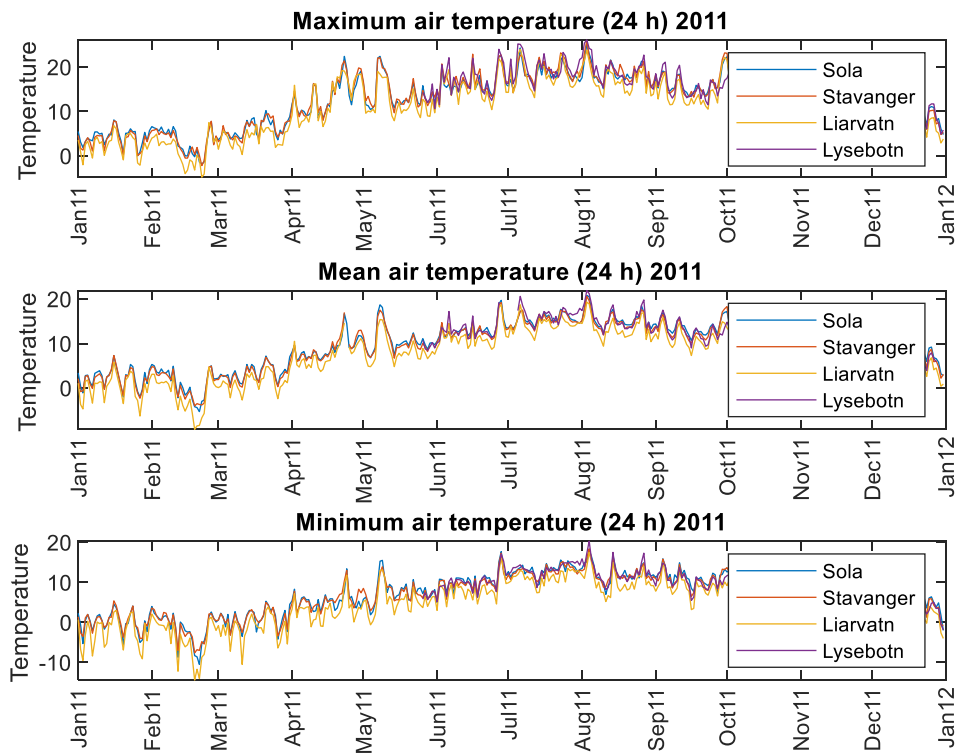 Maximum air temperature (24 h) 2011
Temperature
20
10
0
Sola
Stavanger
Liarvatn
Lysebotn
Jan11 Feb11 Mar11 Apr11 May11 Jun11 Jul11 Aug11 Sep11 Oct11 Nov11 Dec11 Jan12
Mean air temperature (24 h) 2011
Temperature
20
10
0
Sola
Stavanger
Liarvatn
Lysebotn
Jan11 Feb11 Mar11 Apr11 May11 Jun11 Jul11 Aug11 Sep11 Oct11 Nov11 Dec11 Jan12
Minimum air temperature (24 h) 2011
Temperature
20
10
0
-10
Sola
Stavanger
Liarvatn
Lysebotn
Jan11 Feb11 Mar11 Apr11 May11 Jun11 Jul11 Aug11 Sep11 Oct11 Nov11 Dec11 Jan12